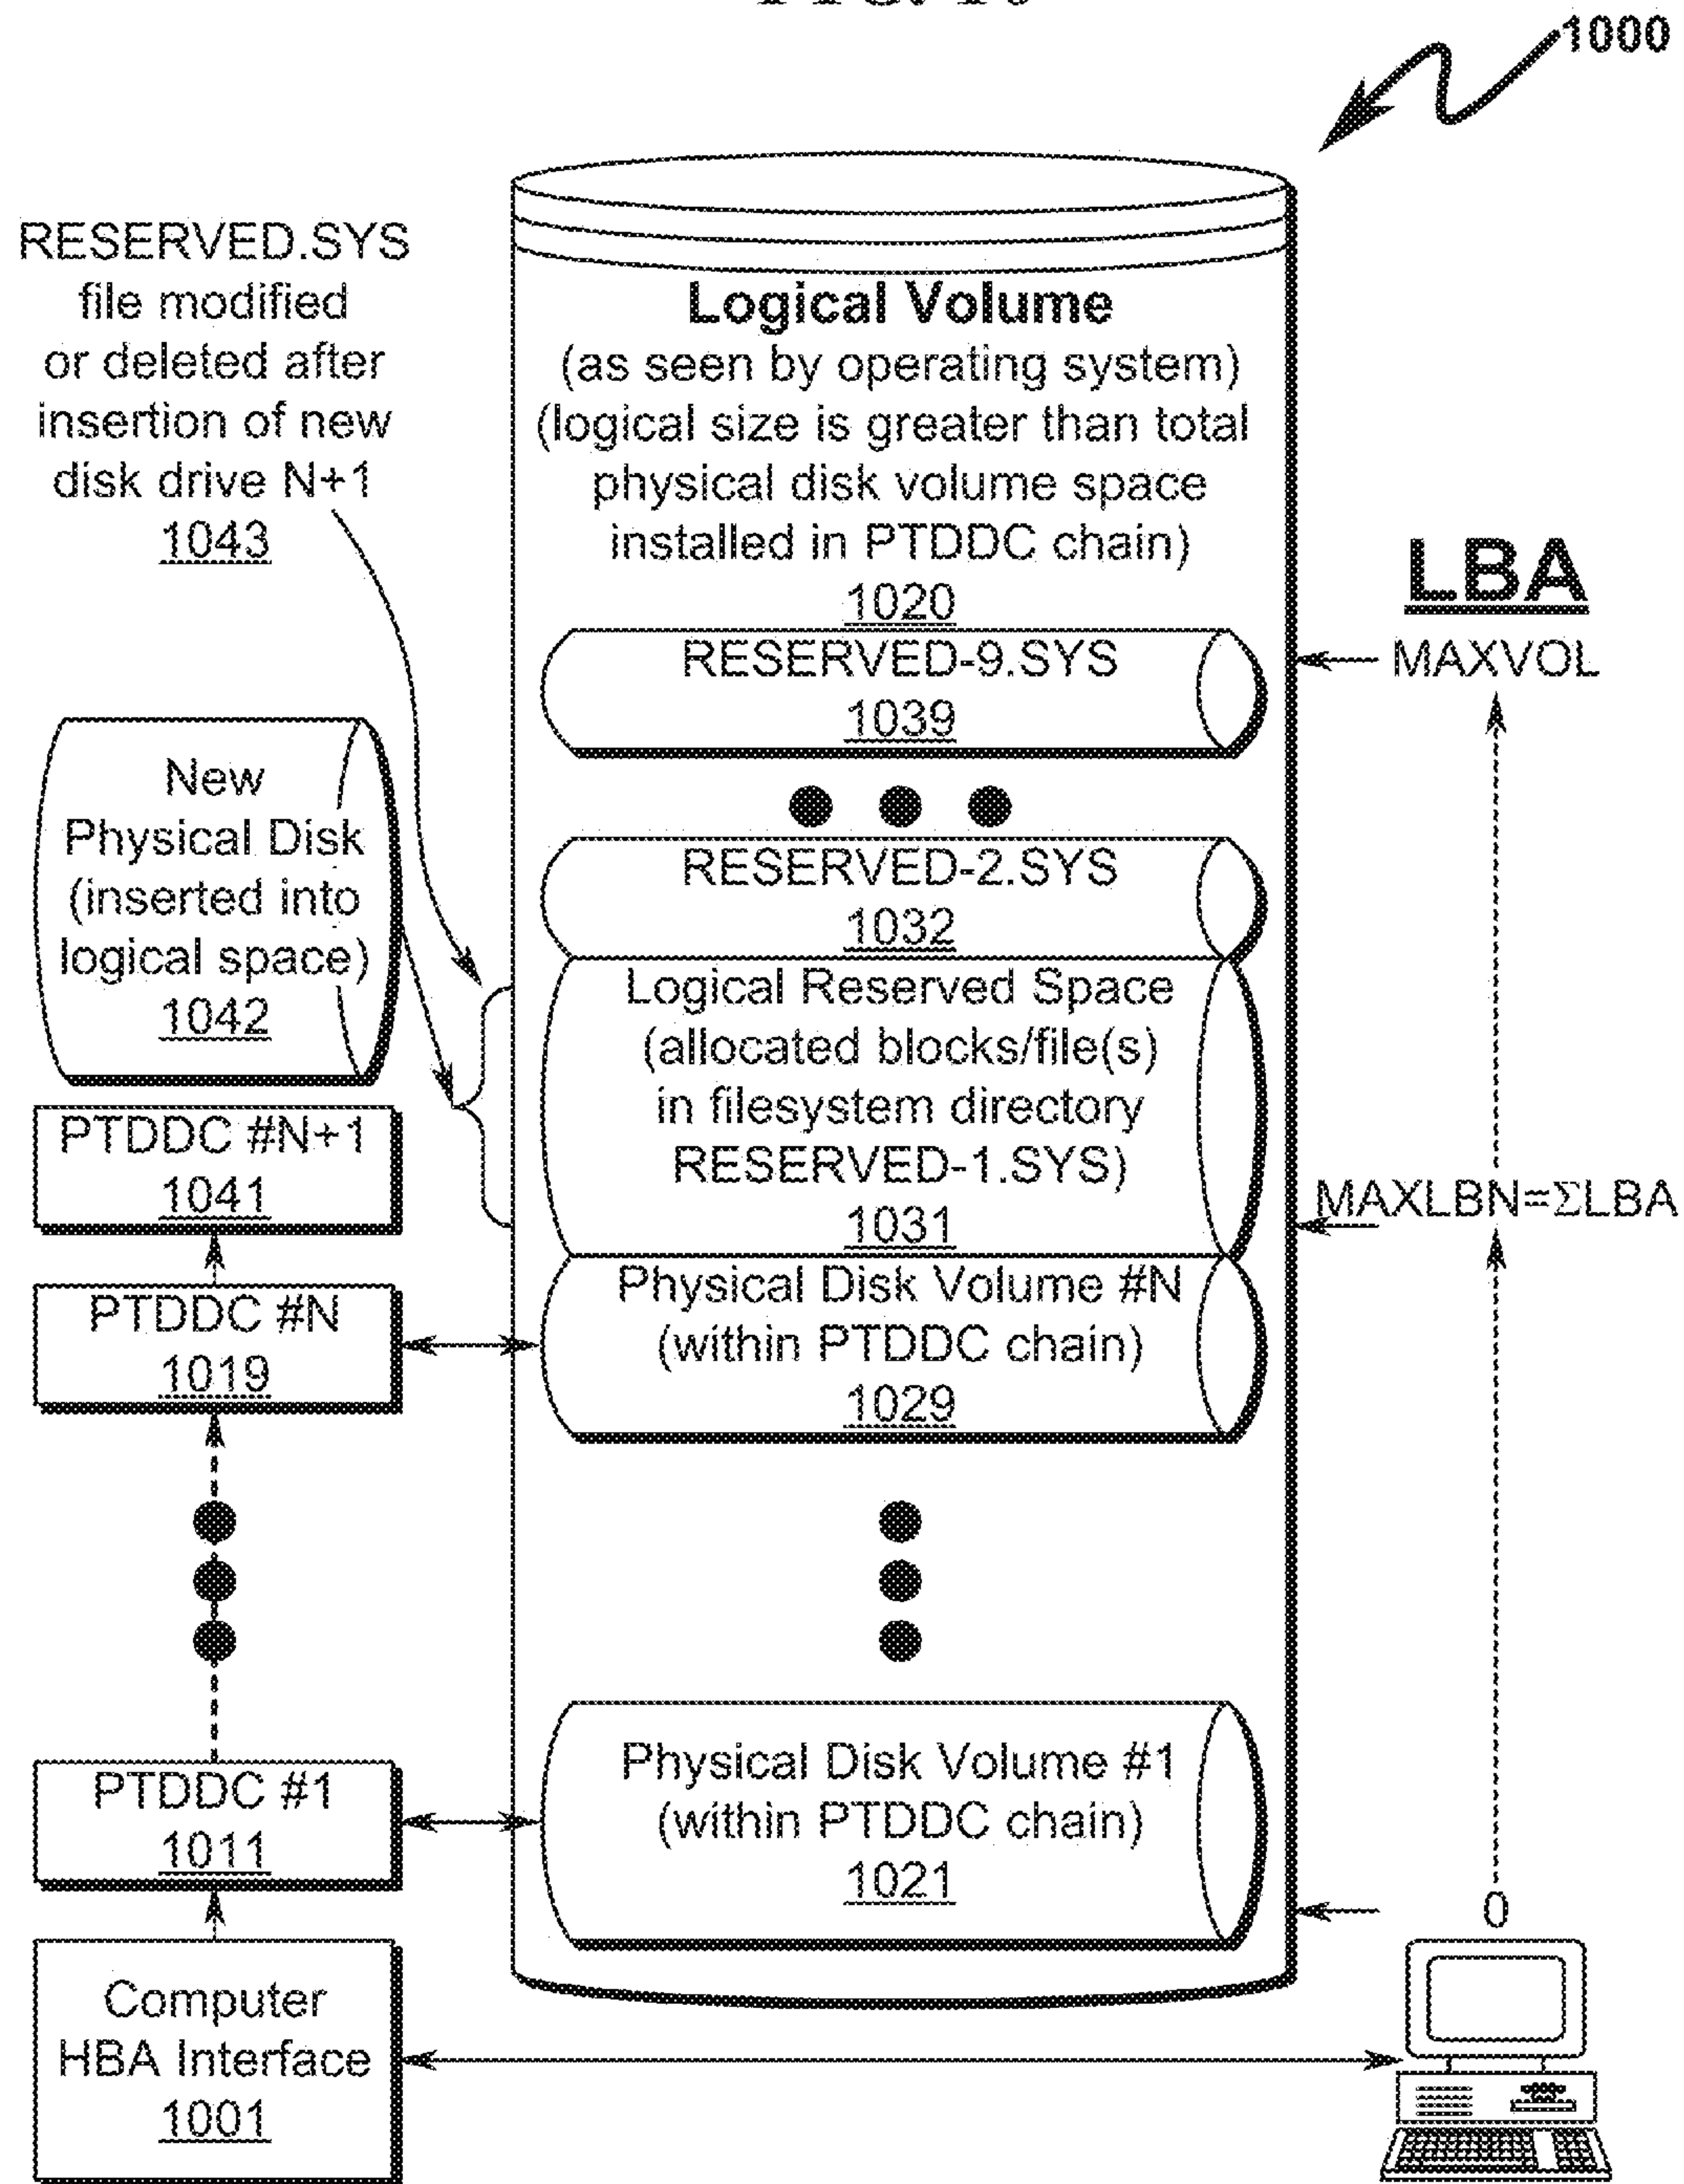 1000
RESERVED.SYS
file modified
or deleted after
insertion of new
disk drive N+1
1043
Logical Volume
(as seen by operating system)
(logical size is greater than total
physical disk volume space
installed in PTDDC chain)
1020
LBA
RESERVED-9.SYS
1039
MAXVOL
New
Physical Disk
(inserted into
logical space)
1042
RESERVED-2.SYS
1032
Logical Reserved Space
(allocated blocks/file(s)
in filesystem directory
RESERVED-1.SYS)
1031
PTDDC #N+1
1041
MAXLBN=ΣLBA
PTDDC #N
1019
Physical Disk Volume #N
(within PTDDC chain)
1029
PTDDC #1
1011
Physical Disk Volume #1
(within PTDDC chain)
1021
0
Computer
HBA Interface
1001